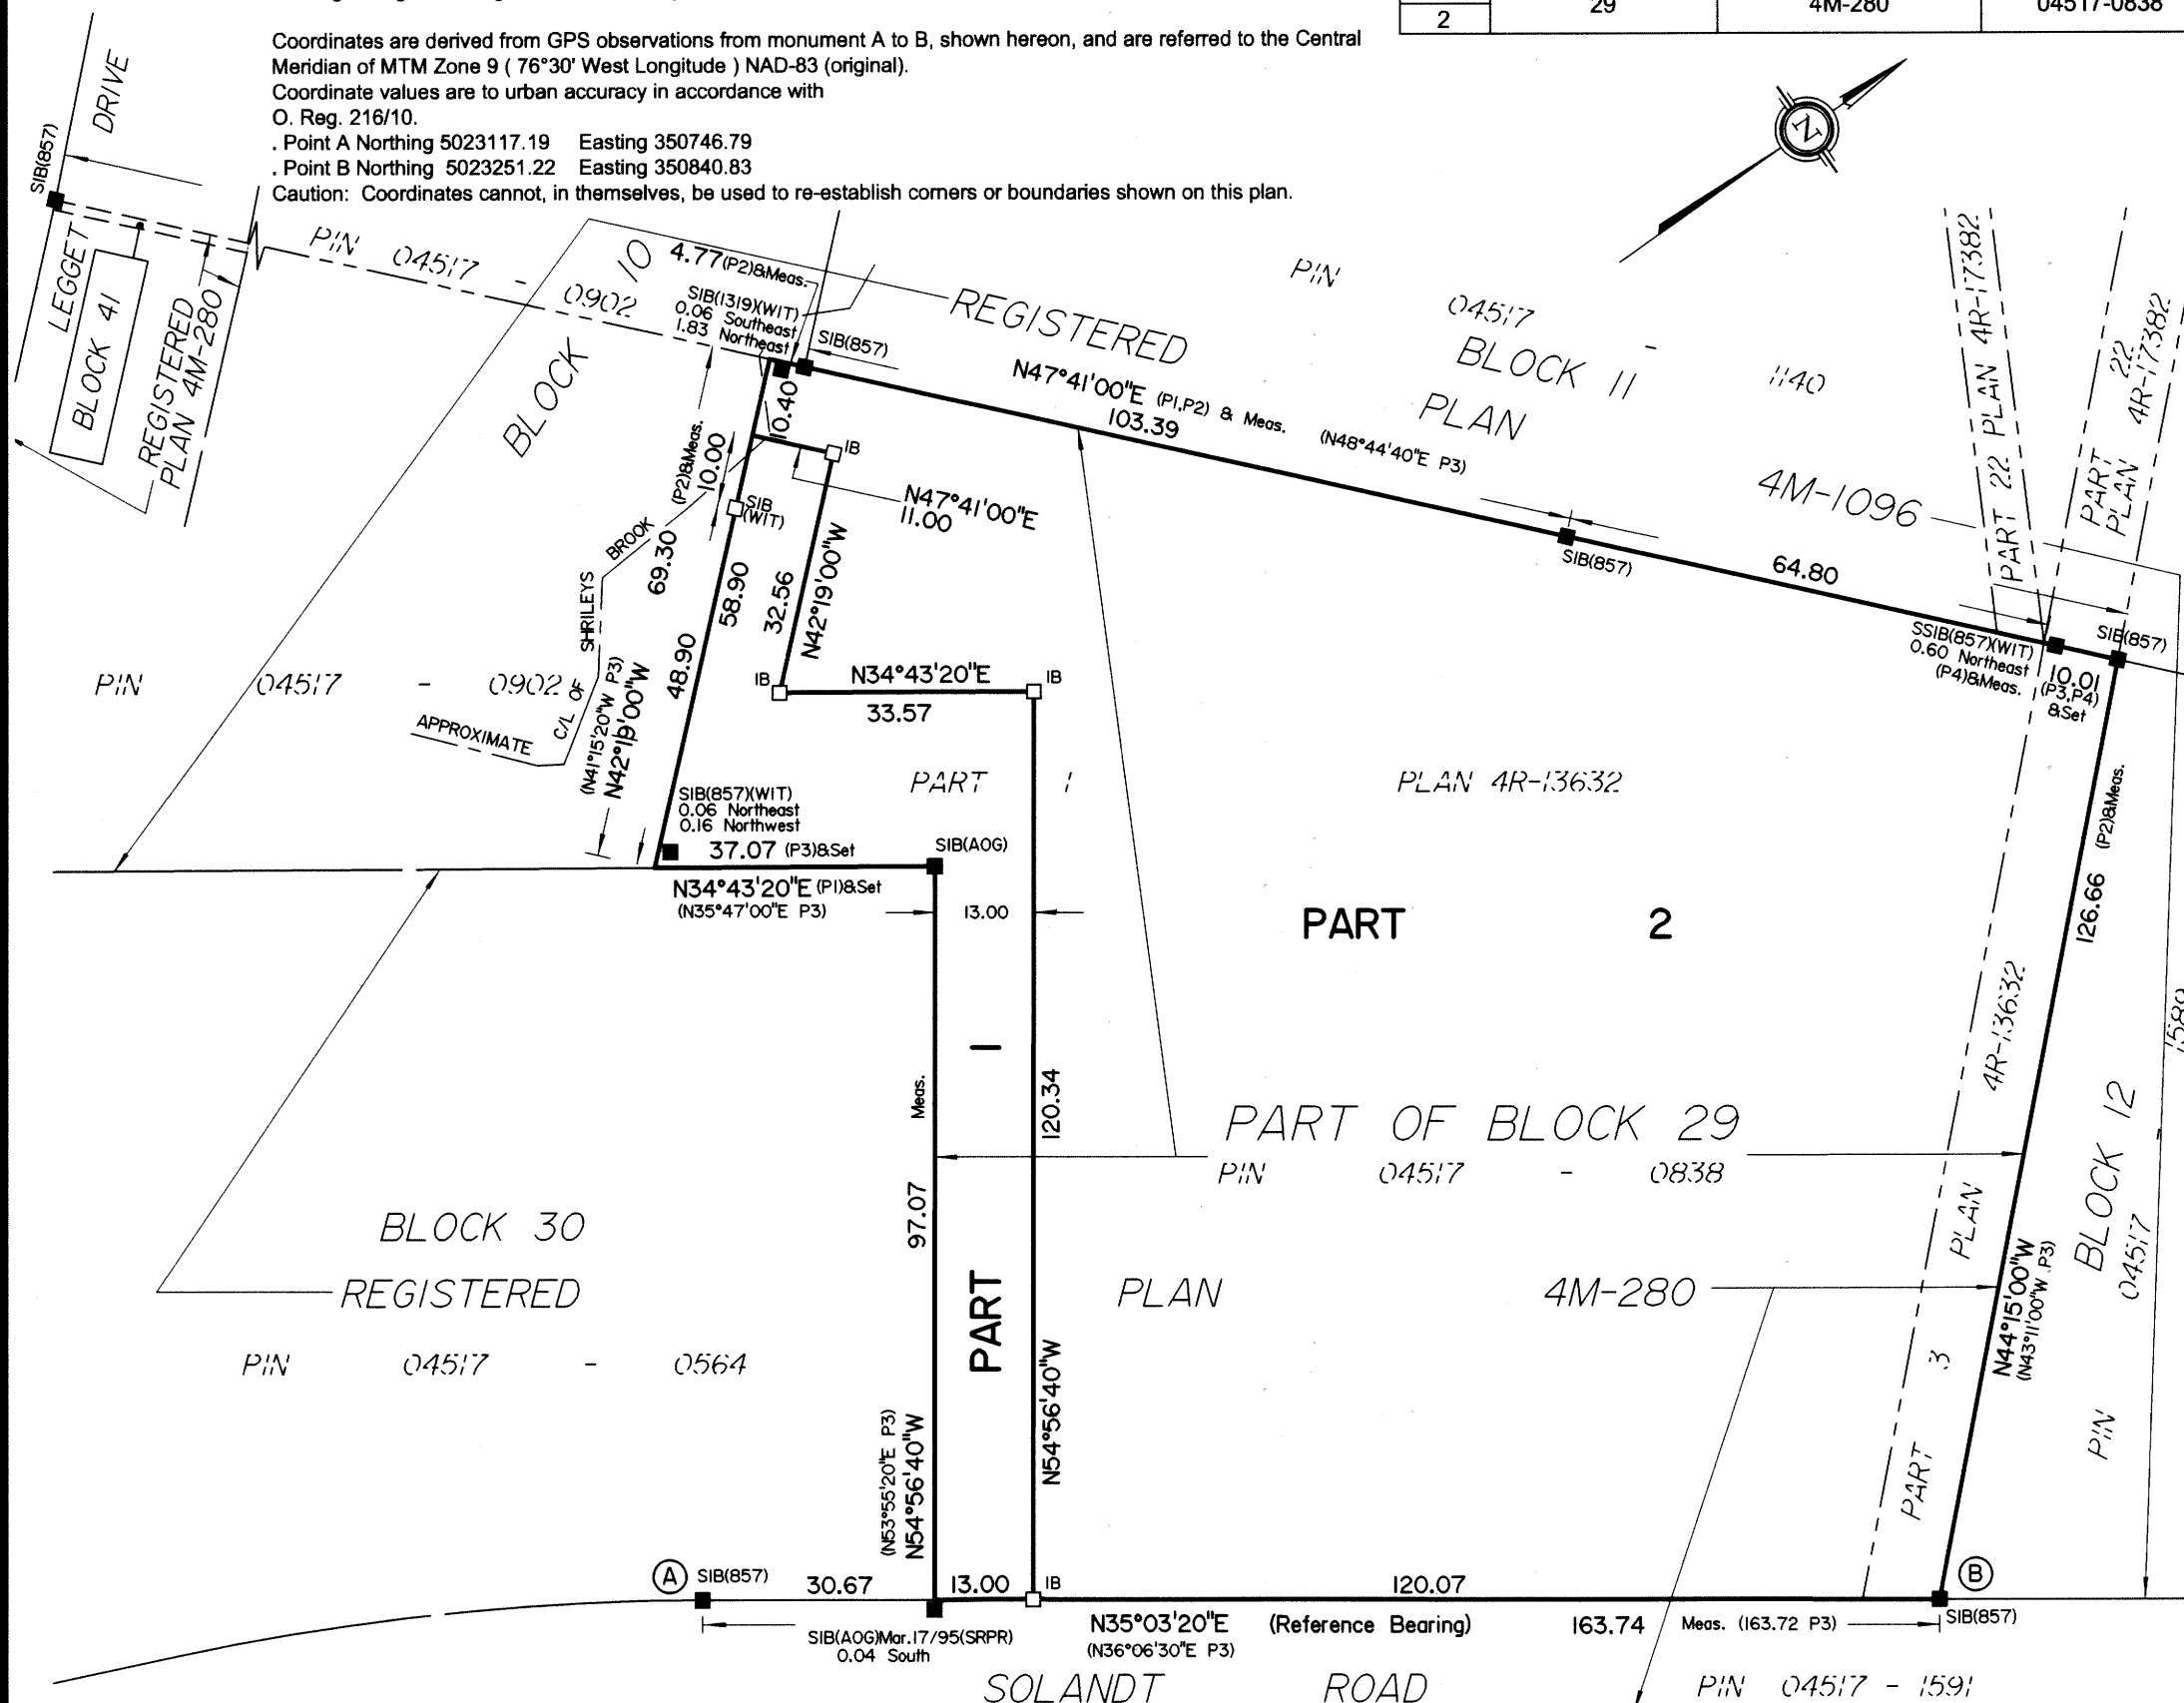 2
29
4M-280
04517-0838
Coordinates are derived from GPS observations from monument A to B, shown hereon, and are referred to the Central
Meridian of MTM Zone 9 ( 76°30' West Longitude ) NAD-83 (original).
Coordinate values are to urban accuracy in accordance with
O. Reg. 216/10.
. Point A Northing 5023117.19 Easting 350746.79
. Point B Northing 5023251.22 Easting 350840.83
Caution: Coordinates cannot, in themselves, be used to re-establish corners or boundaries shown on this plan.
N
SIB(857)
LEGGET DRIVE
BLOCK 41
REGISTERED
PLAN 4M-280
PIN 04517 - 0902
BLOCK 10
4.77(P2)&Meas.
SIB(1319)(WIT)
0.06 Southeast
1.83 Northeast
SIB(857)
REGISTERED
PLAN
4M-1096
PIN 04517 - 1140
BLOCK 11
N47°41'00"E (P1,P2) & Meas.
103.39
(N48°44'40"E P3)
SIB(857)
64.80
PART 22 PLAN 4R-17382
PART 22
PLAN 4R-17382
SSIB(857)(WIT)
0.60 Northeast
(P4)&Meas.
SIB(857)
10.01
(P3,P4)
&Set
10.40
IB
N47°41'00"E
11.00
(P2)&Meas.
10.00
SIB
(WIT)
69.30
58.90
48.90
32.56
N42°19'00"W
APPROXIMATE C/L OF SHRILEYS BROOK
(N41°15'20"W P3)
N42°19'00"W
PIN 04517 - 0902
IB
N34°43'20"E
33.57
IB
SIB(857)(WIT)
0.06 Northeast
0.16 Northwest
37.07 (P3)&Set
SIB(AOG)
N34°43'20"E (P1)&Set
(N35°47'00"E P3)
13.00
PART 1 PLAN 4R-13632
PART 2
126.66 (P2)&Meas.
4R-13632
PLAN
3
PART
1589
BLOCK 12
PIN 04517
N44°15'00"W
(N43°11'00"W P3)
PART 1
Meas.
97.07
120.34
(N53°55'20"E P3)
N54°56'40"W
N54°56'40"W
PART OF BLOCK 29
PIN 04517 - 0838
PLAN 4M-280
BLOCK 30
REGISTERED
PIN 04517 - 0564
A
SIB(857)
30.67
13.00
IB
120.07
B
SIB(857)
SIB(AOG)Mar.17/95(SRPR)
0.04 South
N35°03'20"E (Reference Bearing)
(N36°06'30"E P3)
163.74 Meas. (163.72 P3)
SOLANDT ROAD
PIN 04517 - 1591